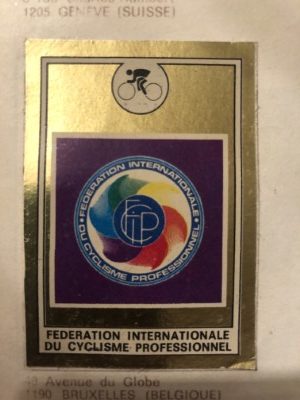 1205 GENEVE (SUISSE)
• FEDERATION INTERNATIONALE •
DU CYCLISME PROFESSIONNEL
FICP
FEDERATION INTERNATIONALE
DU CYCLISME PROFESSIONNEL
49 Avenue du Globe
1190 BRUXELLES (BELGIQUE)